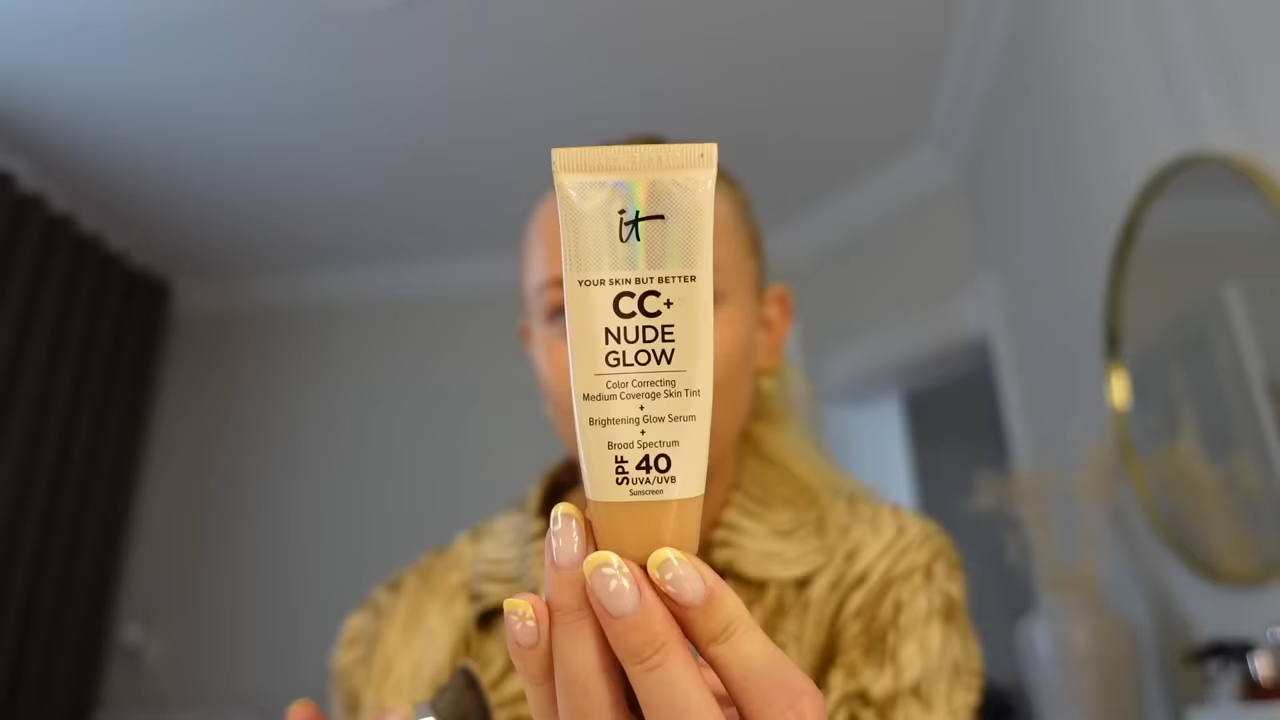 it
YOUR SKIN BUT BETTER
CC+
NUDE
GLOW
Color Correcting
Medium Coverage Skin Tint
+
Brightening Glow Serum
+
Broad Spectrum
SPF 40
UVA/UVB
Sunscreen